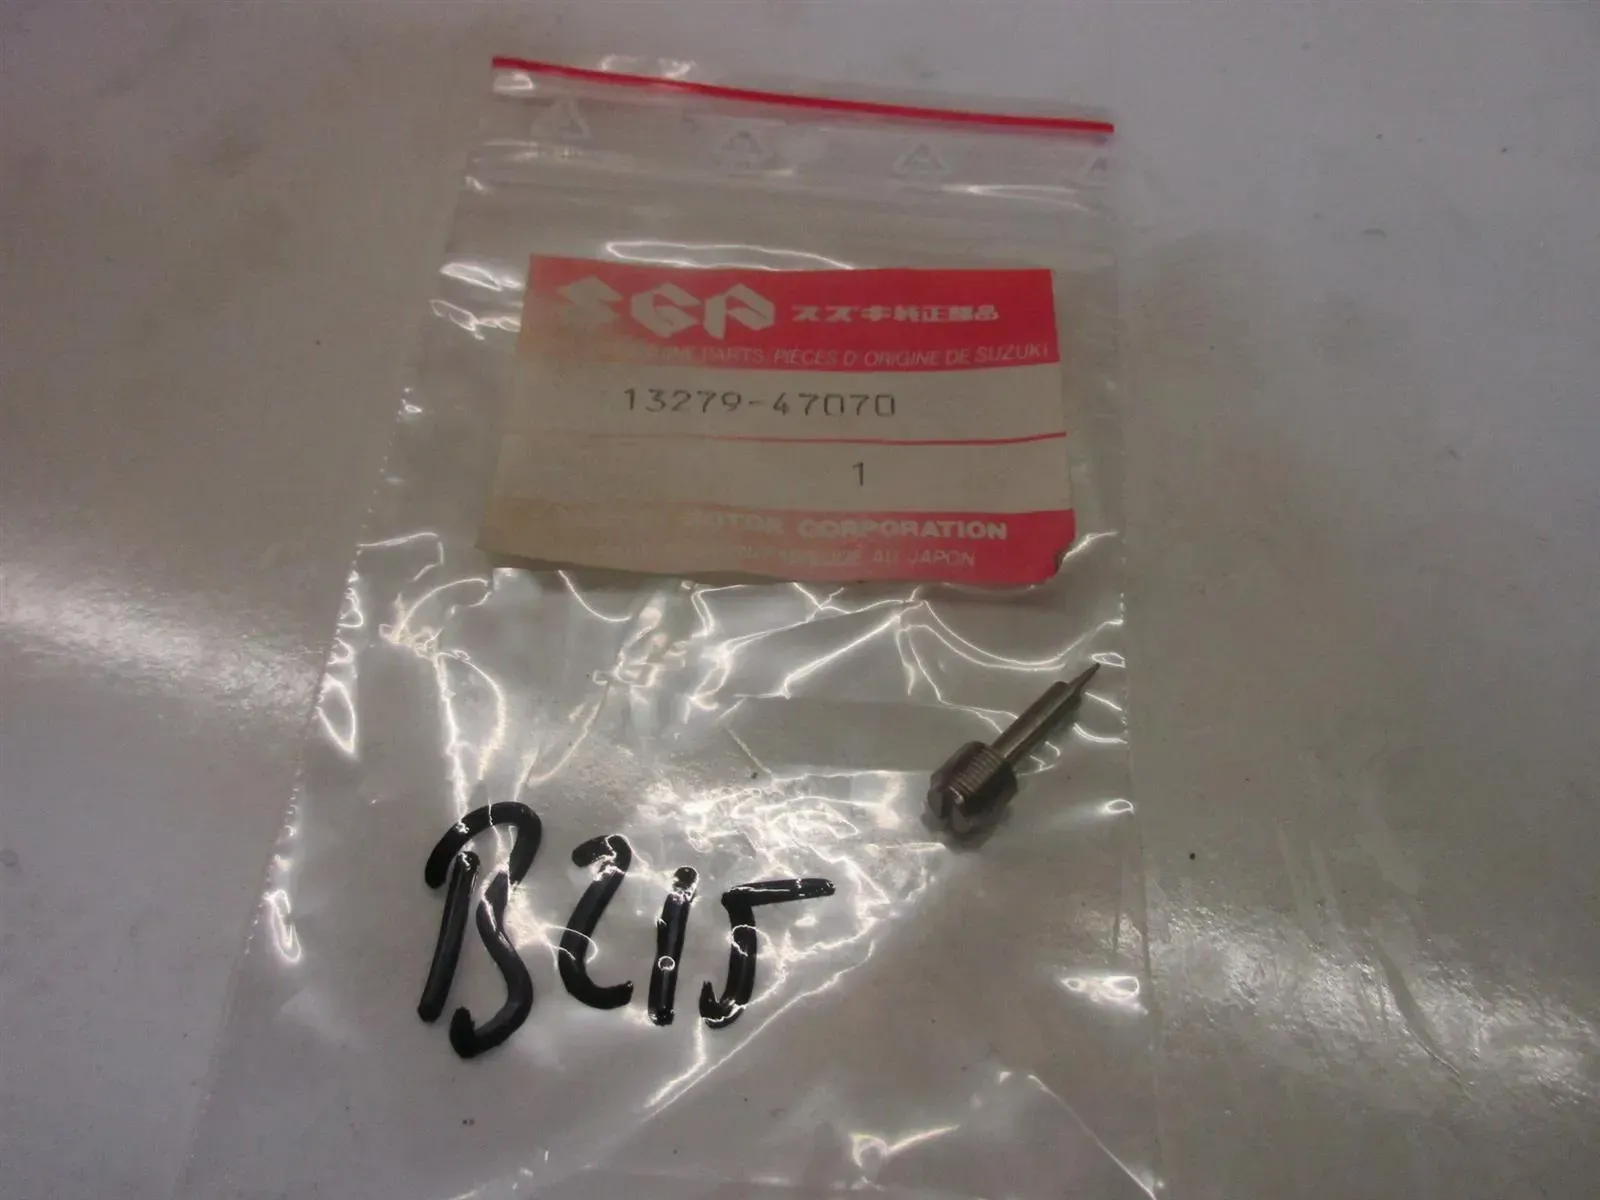 SGP スズキ純正部品
PARTS PIÈCES D'ORIGINE DE SUZUKI
13279-47070
1
MOTOR CORPORATION
AU JAPON
B215